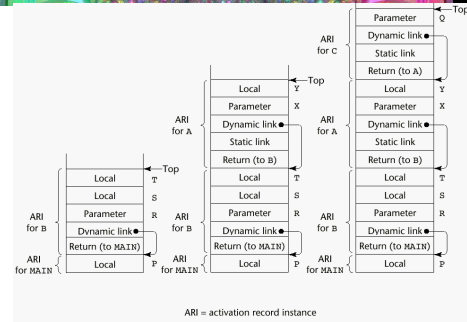 Top
Parameter Q
Dynamic link
ARI
for C
Static link
Return (to A)
Top
Local Y
Parameter X
ARI
for A
Dynamic link
Static link
Return (to B)
Local Y
Parameter X
ARI
for A
Dynamic link
Static link
Return (to B)
Top
Local T
Local S
ARI
for B
Parameter R
Dynamic link
Return (to MAIN)
ARI
for MAIN
Local P
Local T
Local S
ARI
for B
Parameter R
Dynamic link
Return (to MAIN)
ARI
for MAIN
Local P
Local T
Local S
ARI
for B
Parameter R
Dynamic link
Return (to MAIN)
ARI
for MAIN
Local P
ARI = activation record instance